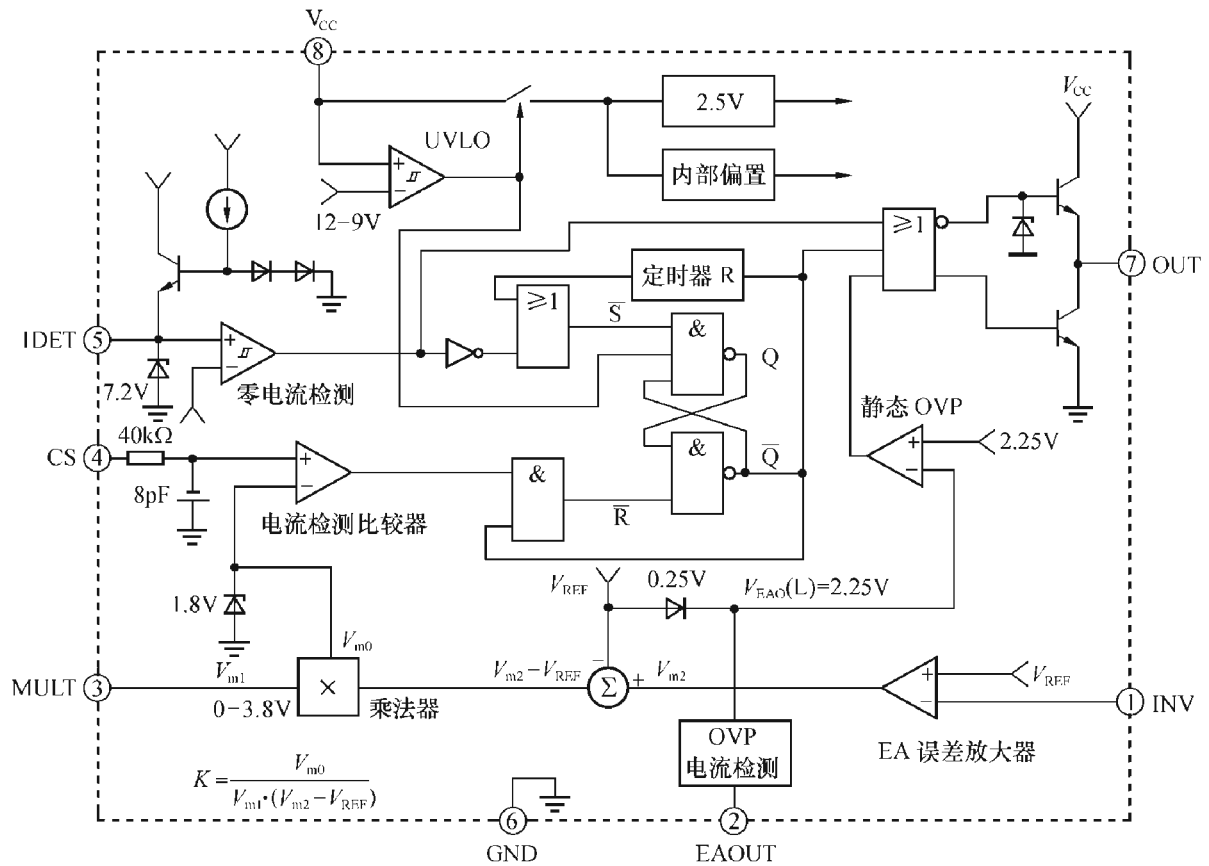 V_CC
8
V_CC
2.5V
UVLO
+
−
内部偏置
12−9V
≥1
定时器 R
7
OUT
≥1
S̅
&
IDET
5
+
−
Q
7.2V
零电流检测
静态 OVP
40kΩ
+
2.25V
−
CS
4
+
−
&
&
Q̅
8pF
R̅
电流检测比较器
V_REF
0.25V
V_EAO(L)=2.25V
1.8V
V_m0
V_m1
−
MULT
3
×
V_m2−V_REF
Σ
+
V_m2
+
V_REF
0−3.8V
乘法器
−
1
INV
OVP
电流检测
EA 误差放大器
K=V_m0/(V_m1·(V_m2−V_REF))
6
2
GND
EAOUT